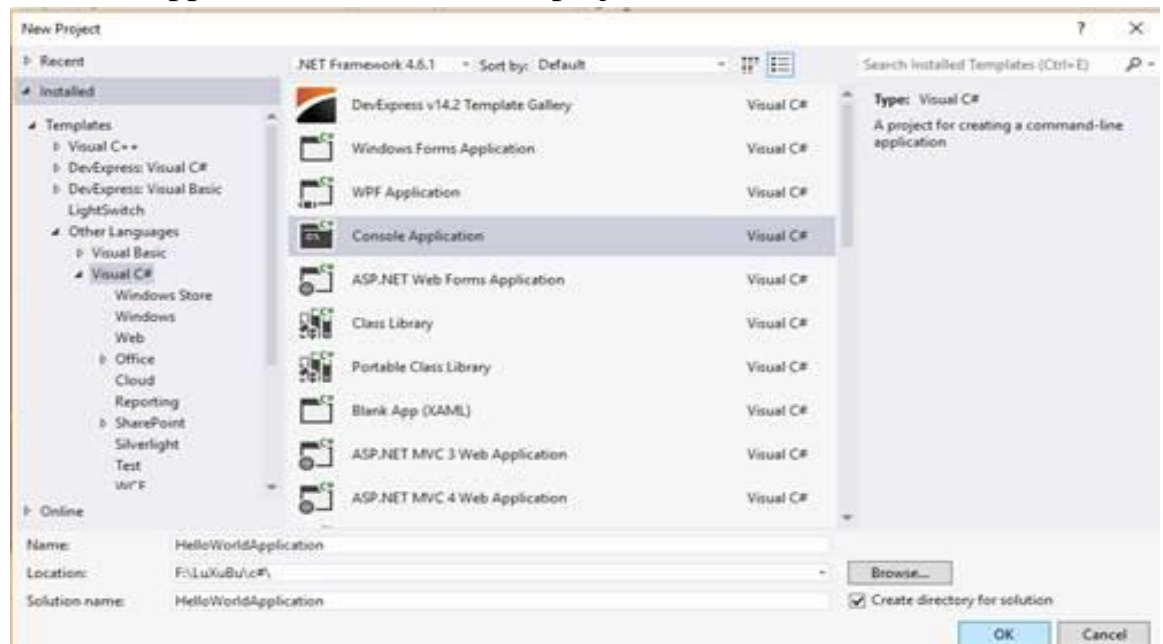 New Project
? ×
Recent
.NET Framework 4.6.1
Sort by: Default
Search Installed Templates (Ctrl+E)
Installed
Templates
Visual C++
DevExpress: Visual C#
DevExpress: Visual Basic
LightSwitch
Other Languages
Visual Basic
Visual C#
Windows Store
Windows
Web
Office
Cloud
Reporting
SharePoint
Silverlight
Test
WCF
Online
DevExpress v14.2 Template Gallery Visual C#
Windows Forms Application Visual C#
WPF Application Visual C#
Console Application Visual C#
ASP.NET Web Forms Application Visual C#
Class Library Visual C#
Portable Class Library Visual C#
Blank App (XAML) Visual C#
ASP.NET MVC 3 Web Application Visual C#
ASP.NET MVC 4 Web Application Visual C#
Type: Visual C#
A project for creating a command-line
application
Name: HelloWorldApplication
Location: F:\LuXuBu\c#\
Browse...
Solution name: HelloWorldApplication
Create directory for solution
OK Cancel